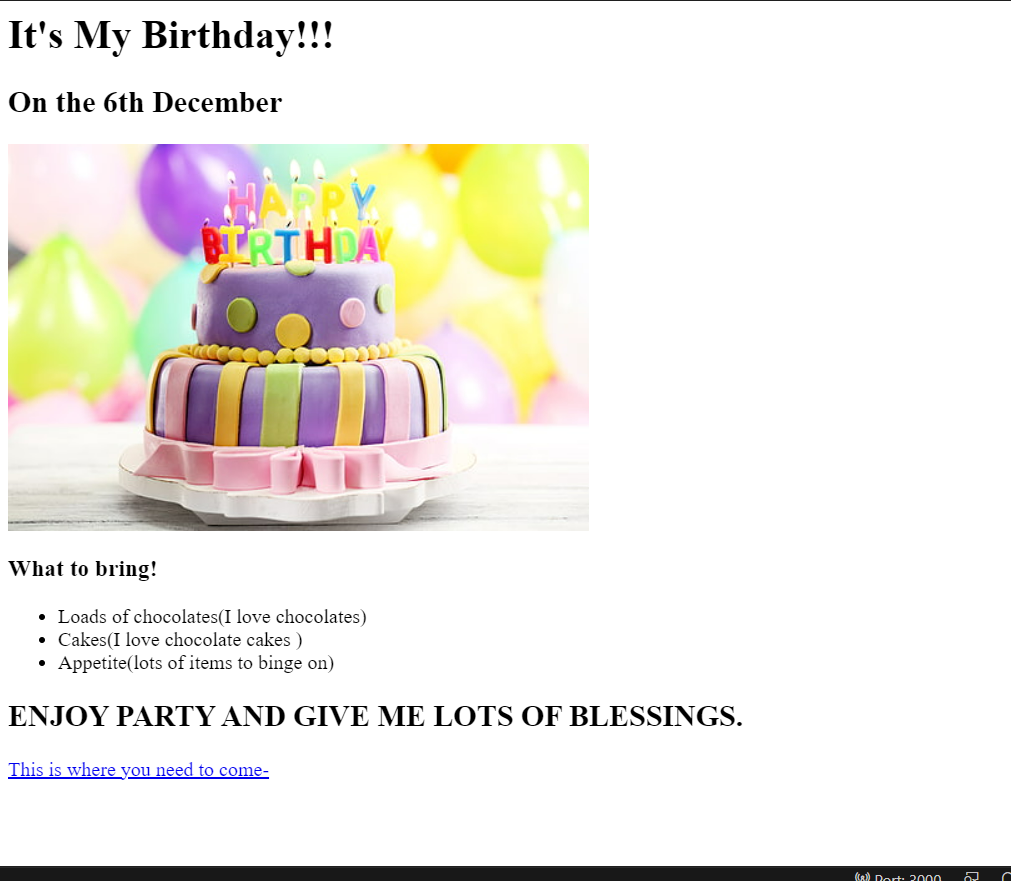 It's My Birthday!!!
On the 6th December
HAPPY
BIRTHDAY
What to bring!
Loads of chocolates(I love chocolates)
Cakes(I love chocolate cakes )
Appetite(lots of items to binge on)
ENJOY PARTY AND GIVE ME LOTS OF BLESSINGS.
This is where you need to come-
Port: 3000